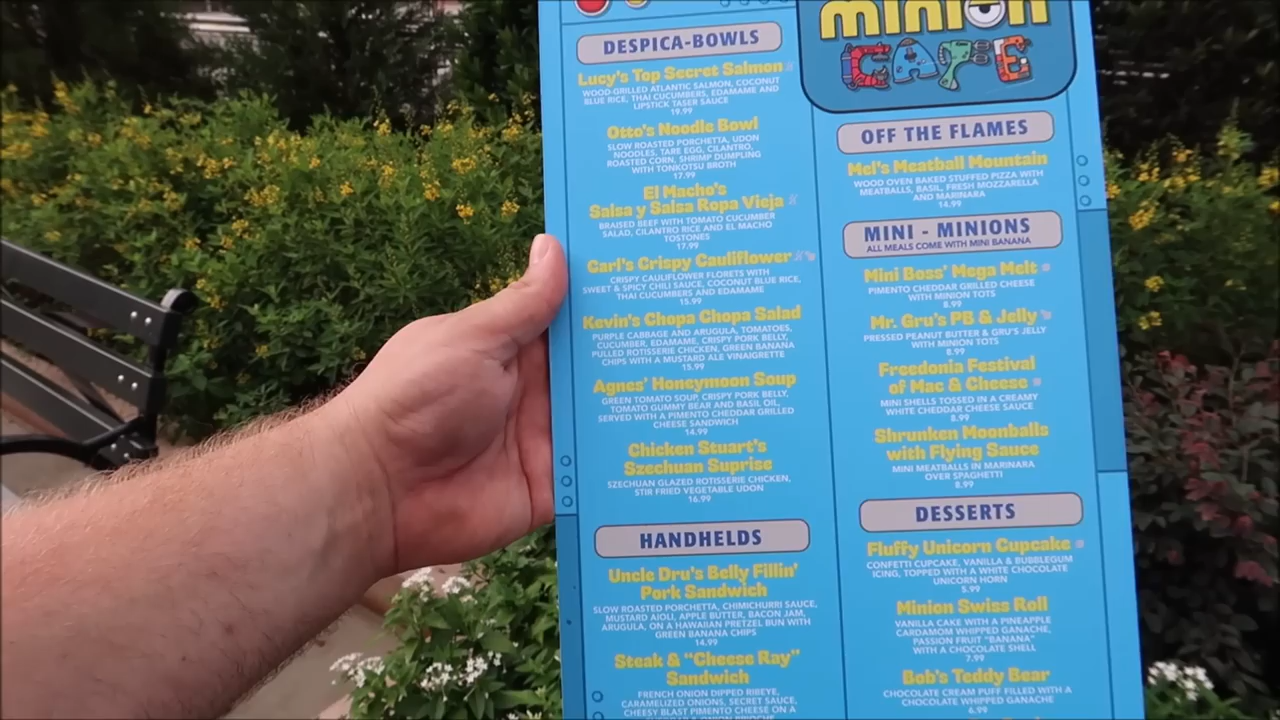 DESPICA-BOWLS
Lucy's Top Secret Salmon
WOOD-GRILLED ATLANTIC SALMON, COCONUT
BLUE RICE, THAI CUCUMBERS, EDAMAME AND
LIPSTICK TASER SAUCE
19.99
Otto's Noodle Bowl
SLOW ROASTED PORCHETTA, UDON
NOODLES, TARE EGG, CILANTRO,
ROASTED CORN, SHRIMP DUMPLING
WITH TONKOTSU BROTH
17.99
El Macho's
Salsa y Salsa Ropa Vieja
BRAISED BEEF WITH TOMATO CUCUMBER
SALAD, CILANTRO RICE AND EL MACHO
TOSTONES
17.99
Carl's Crispy Cauliflower
CRISPY CAULIFLOWER FLORETS WITH
SWEET & SPICY CHILI SAUCE, COCONUT BLUE RICE,
THAI CUCUMBERS AND EDAMAME
15.99
Kevin's Chopa Chopa Salad
PURPLE CABBAGE AND ARUGULA, TOMATOES,
CUCUMBER, EDAMAME, CRISPY PORK BELLY,
PULLED ROTISSERIE CHICKEN, GREEN BANANA
CHIPS WITH A MUSTARD ALE VINAIGRETTE
15.99
Agnes' Honeymoon Soup
GREEN TOMATO SOUP, CRISPY PORK BELLY,
TOMATO GUMMY BEAR AND BASIL OIL,
SERVED WITH A PIMENTO CHEDDAR GRILLED
CHEESE SANDWICH
14.99
Chicken Stuart's
Szechuan Suprise
SZECHUAN GLAZED ROTISSERIE CHICKEN,
STIR FRIED VEGETABLE UDON
16.99
HANDHELDS
Uncle Dru's Belly Fillin'
Pork Sandwich
SLOW ROASTED PORCHETTA, CHIMICHURRI SAUCE,
MUSTARD AIOLI, APPLE BUTTER, BACON JAM,
ARUGULA, ON A HAWAIIAN PRETZEL BUN WITH
GREEN BANANA CHIPS
14.99
Steak & "Cheese Ray"
Sandwich
FRENCH ONION DIPPED RIBEYE,
CARAMELIZED ONIONS, SECRET SAUCE,
CHEESY BLAST PIMENTO CHEESE ON A
minion
CAFE
OFF THE FLAMES
Mel's Meatball Mountain
WOOD OVEN BAKED STUFFED PIZZA WITH
MEATBALLS, BASIL, FRESH MOZZARELLA
AND MARINARA
14.99
MINI - MINIONS
ALL MEALS COME WITH MINI BANANA
Mini Boss' Mega Melt
PIMENTO CHEDDAR GRILLED CHEESE
WITH MINION TOTS
8.99
Mr. Gru's PB & Jelly
PRESSED PEANUT BUTTER & GRU'S JELLY
WITH MINION TOTS
8.99
Freedonia Festival
of Mac & Cheese
MINI SHELLS TOSSED IN A CREAMY
WHITE CHEDDAR CHEESE SAUCE
8.99
Shrunken Moonballs
with Flying Sauce
MINI MEATBALLS IN MARINARA
OVER SPAGHETTI
8.99
DESSERTS
Fluffy Unicorn Cupcake
CONFETTI CUPCAKE, VANILLA & BUBBLEGUM
ICING, TOPPED WITH A WHITE CHOCOLATE
UNICORN HORN
5.99
Minion Swiss Roll
VANILLA CAKE WITH A PINEAPPLE
CARDAMOM WHIPPED GANACHE,
PASSION FRUIT "BANANA"
WITH A CHOCOLATE SHELL
7.99
Bob's Teddy Bear
CHOCOLATE CREAM PUFF FILLED WITH A
CHOCOLATE WHIPPED GANACHE
6.99